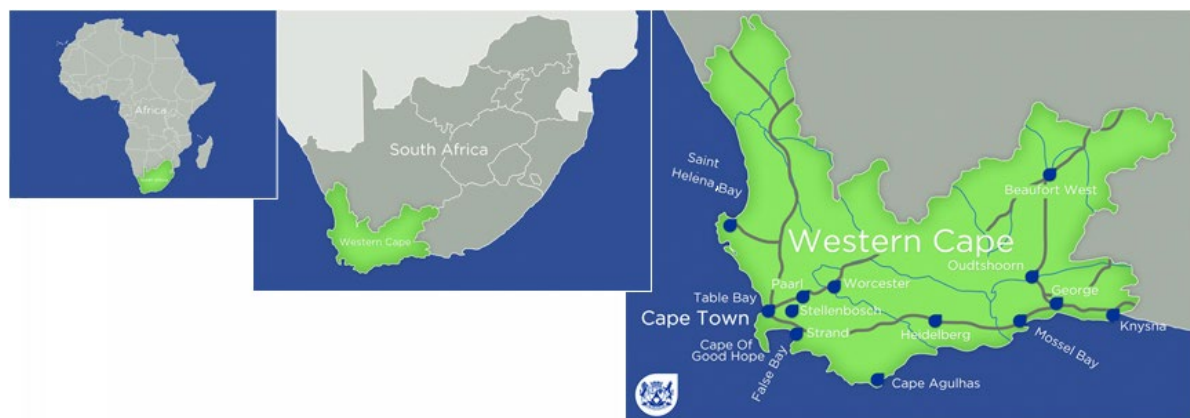 Africa
South Africa
Western Cape
Saint
Helena Bay
Beaufort West
Western Cape
Oudtshoorn
Paarl
Worcester
George
Table Bay
Stellenbosch
Cape Town
Knysna
Strand
Heidelberg
Cape Of
Good Hope
False Bay
Mossel Bay
Cape Agulhas